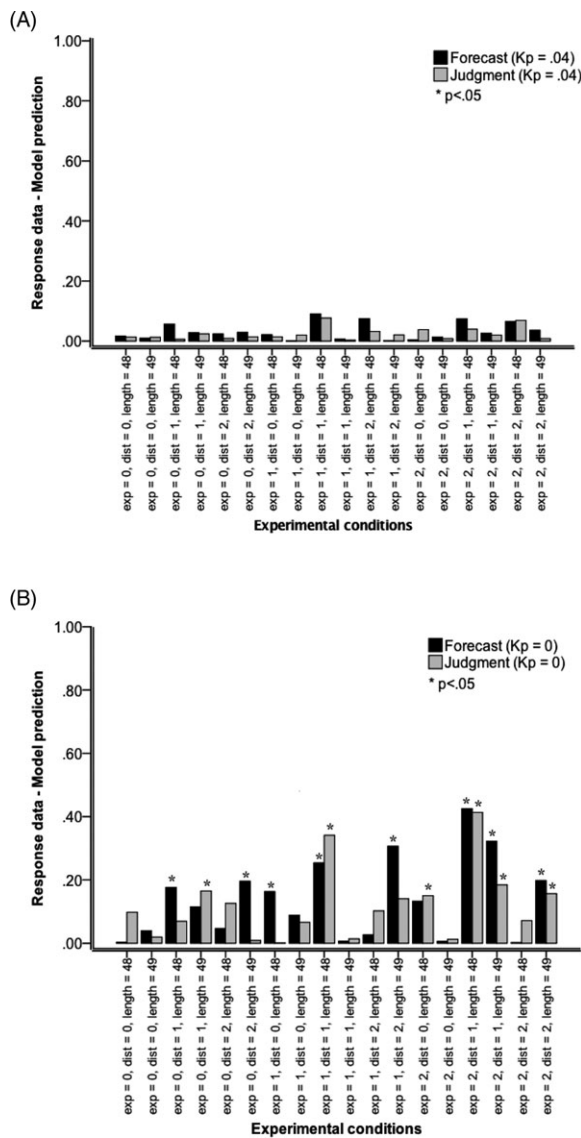 (A)
1.00
.80
.60
.40
.20
.00
Response data - Model prediction
Forecast (Kp = .04)
Judgment (Kp = .04)
* p<.05
exp = 0, dist = 0, length = 48
exp = 0, dist = 0, length = 49
exp = 0, dist = 1, length = 48
exp = 0, dist = 1, length = 49
exp = 0, dist = 2, length = 48
exp = 0, dist = 2, length = 49
exp = 1, dist = 0, length = 48
exp = 1, dist = 0, length = 49
exp = 1, dist = 1, length = 48
exp = 1, dist = 1, length = 49
exp = 1, dist = 2, length = 48
exp = 1, dist = 2, length = 49
exp = 2, dist = 0, length = 48
exp = 2, dist = 0, length = 49
exp = 2, dist = 1, length = 48
exp = 2, dist = 1, length = 49
exp = 2, dist = 2, length = 48
exp = 2, dist = 2, length = 49
Experimental conditions
(B)
1.00
.80
.60
.40
.20
.00
Response data - Model prediction
Forecast (Kp = 0)
Judgment (Kp = 0)
* p<.05
* * * * * * * * * * * * * * *
exp = 0, dist = 0, length = 48
exp = 0, dist = 0, length = 49
exp = 0, dist = 1, length = 48
exp = 0, dist = 1, length = 49
exp = 0, dist = 2, length = 48
exp = 0, dist = 2, length = 49
exp = 1, dist = 0, length = 48
exp = 1, dist = 0, length = 49
exp = 1, dist = 1, length = 48
exp = 1, dist = 1, length = 49
exp = 1, dist = 2, length = 48
exp = 1, dist = 2, length = 49
exp = 2, dist = 0, length = 48
exp = 2, dist = 0, length = 49
exp = 2, dist = 1, length = 48
exp = 2, dist = 1, length = 49
exp = 2, dist = 2, length = 48
exp = 2, dist = 2, length = 49
Experimental conditions